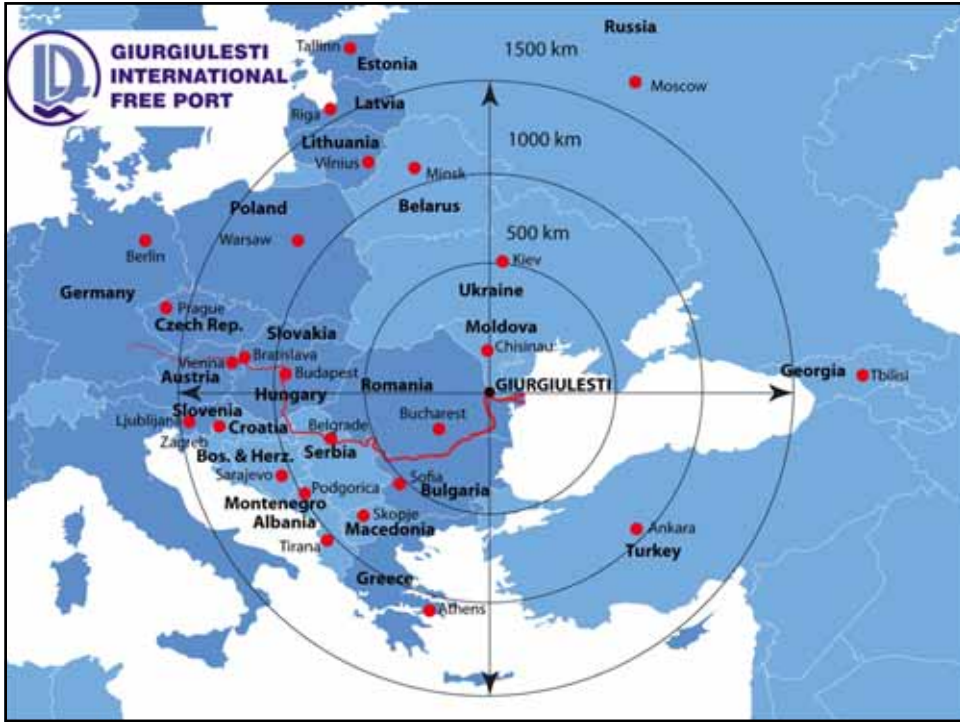 GIURGIULESTI
INTERNATIONAL
FREE PORT
Russia
Tallinn
1500 km
Estonia
Moscow
Latvia
Riga
1000 km
Lithuania
Vilnius
Minsk
Belarus
Poland
Warsaw
500 km
Berlin
Kiev
Germany
Ukraine
Prague
Czech Rep.
Slovakia
Moldova
Chisinau
Bratislava
Vienna
Budapest
Austria
Hungary
Romania
GIURGIULESTI
Georgia
Tbilisi
Slovenia
Ljublijana
Croatia
Zagreb
Bucharest
Belgrade
Serbia
Bos. & Herz.
Sarajevo
Sofia
Bulgaria
Podgorica
Montenegro
Albania
Skopje
Macedonia
Tirana
Ankara
Turkey
Greece
Athens